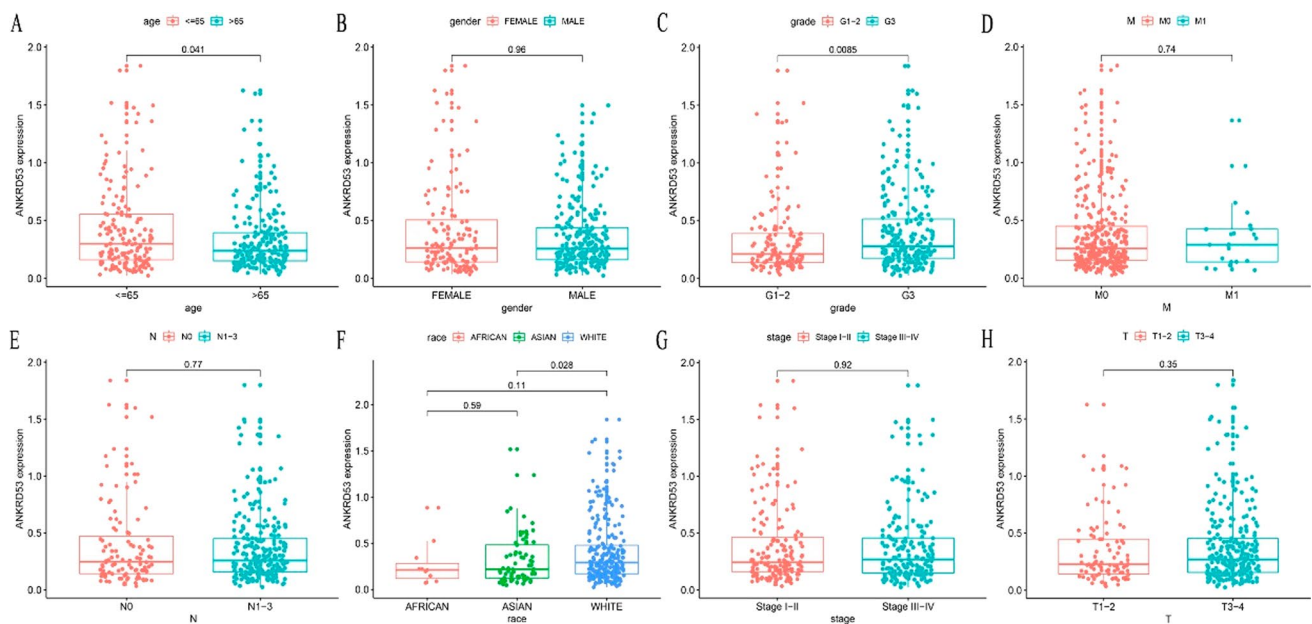 A age <=65 >65
2.0
1.5
1.0
0.5
0.0
ANKRD53 expression
0.041
<=65 >65
age
B gender FEMALE MALE
2.0
1.5
1.0
0.5
0.0
ANKRD53 expression
0.96
FEMALE MALE
gender
C grade G1-2 G3
2.0
1.5
1.0
0.5
0.0
ANKRD53 expression
0.0085
G1-2 G3
grade
D M M0 M1
2.0
1.5
1.0
0.5
0.0
ANKRD53 expression
0.74
M0 M1
M
E N N0 N1-3
2.0
1.5
1.0
0.5
0.0
ANKRD53 expression
0.77
N0 N1-3
N
F race AFRICAN ASIAN WHITE
2.0
1.5
1.0
0.5
0.0
ANKRD53 expression
0.028
0.11
0.59
AFRICAN ASIAN WHITE
race
G stage Stage I-II Stage III-IV
2.0
1.5
1.0
0.5
0.0
ANKRD53 expression
0.92
Stage I-II Stage III-IV
stage
H T T1-2 T3-4
2.0
1.5
1.0
0.5
0.0
ANKRD53 expression
0.35
T1-2 T3-4
T